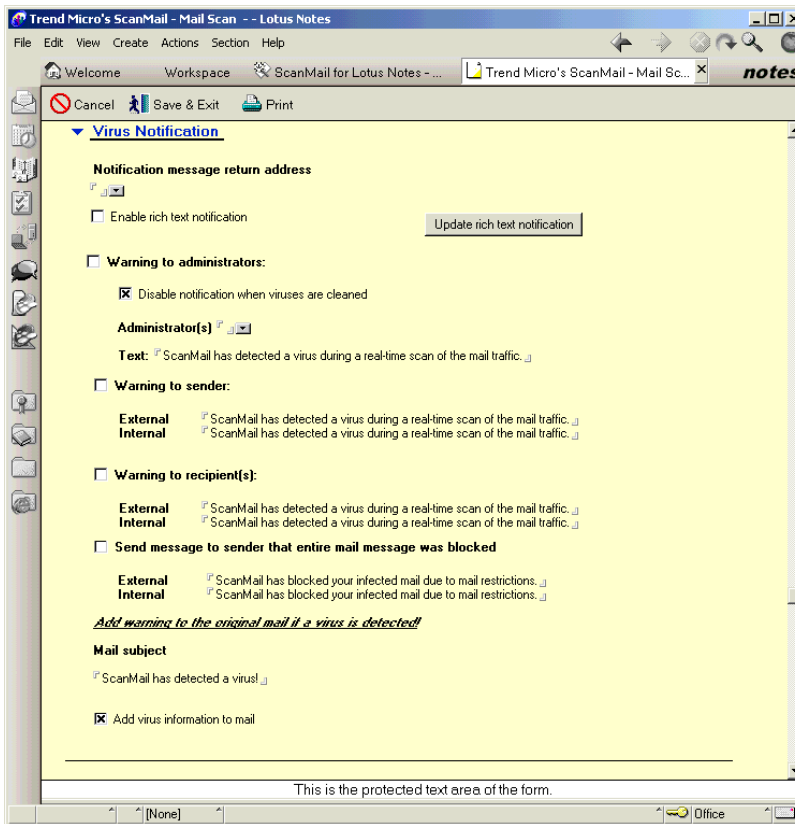 Trend Micro's ScanMail - Mail Scan - - Lotus Notes
File Edit View Create Actions Section Help
Welcome Workspace ScanMail for Lotus Notes - ... Trend Micro's ScanMail - Mail Sc... notes
Cancel Save & Exit Print
Virus Notification
Notification message return address
Enable rich text notification
Update rich text notification
Warning to administrators:
Disable notification when viruses are cleaned
Administrator(s)
Text: ScanMail has detected a virus during a real-time scan of the mail traffic.
Warning to sender:
External ScanMail has detected a virus during a real-time scan of the mail traffic.
Internal ScanMail has detected a virus during a real-time scan of the mail traffic.
Warning to recipient(s):
External ScanMail has detected a virus during a real-time scan of the mail traffic.
Internal ScanMail has detected a virus during a real-time scan of the mail traffic.
Send message to sender that entire mail message was blocked
External ScanMail has blocked your infected mail due to mail restrictions.
Internal ScanMail has blocked your infected mail due to mail restrictions.
Add warning to the original mail if a virus is detected!
Mail subject
ScanMail has detected a virus!
Add virus information to mail
This is the protected text area of the form.
[None] Office